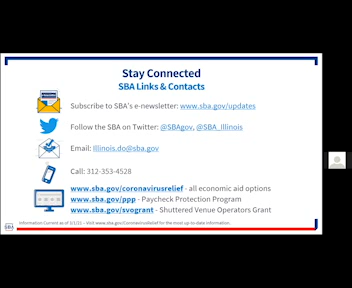 Stay Connected
SBA Links & Contacts
Subscribe to SBA's e-newsletter: www.sba.gov/updates
Follow the SBA on Twitter: @SBAgov, @SBA_Illinois
Email: illinois.do@sba.gov
Call: 312-353-4528
www.sba.gov/coronavirusrelief - all economic aid options
www.sba.gov/ppp - Paycheck Protection Program
www.sba.gov/svogrant - Shuttered Venue Operators Grant
SBA
Information Current as of 3/1/21 – Visit www.sba.gov/CoronavirusRelief for the most up-to-date information.